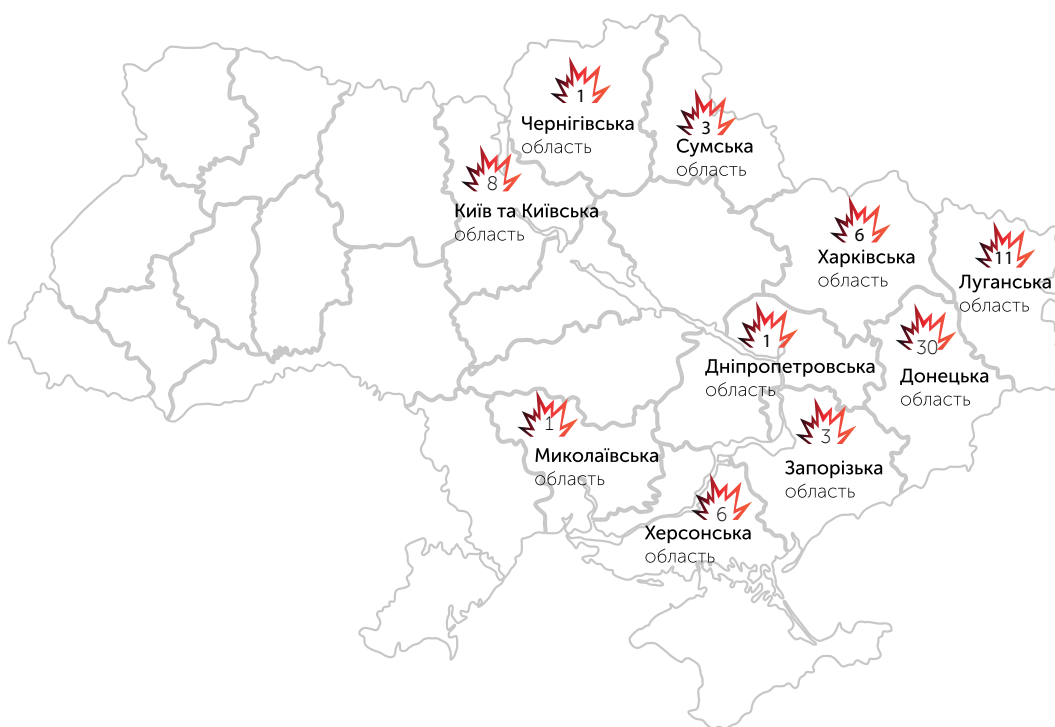 1
Чернігівська
область
3
Сумська
область
8
Київ та Київська
область
6
Харківська
область
11
Луганська
область
1
Дніпропетровська
область
30
Донецька
область
1
Миколаївська
область
3
Запорізька
область
6
Херсонська
область